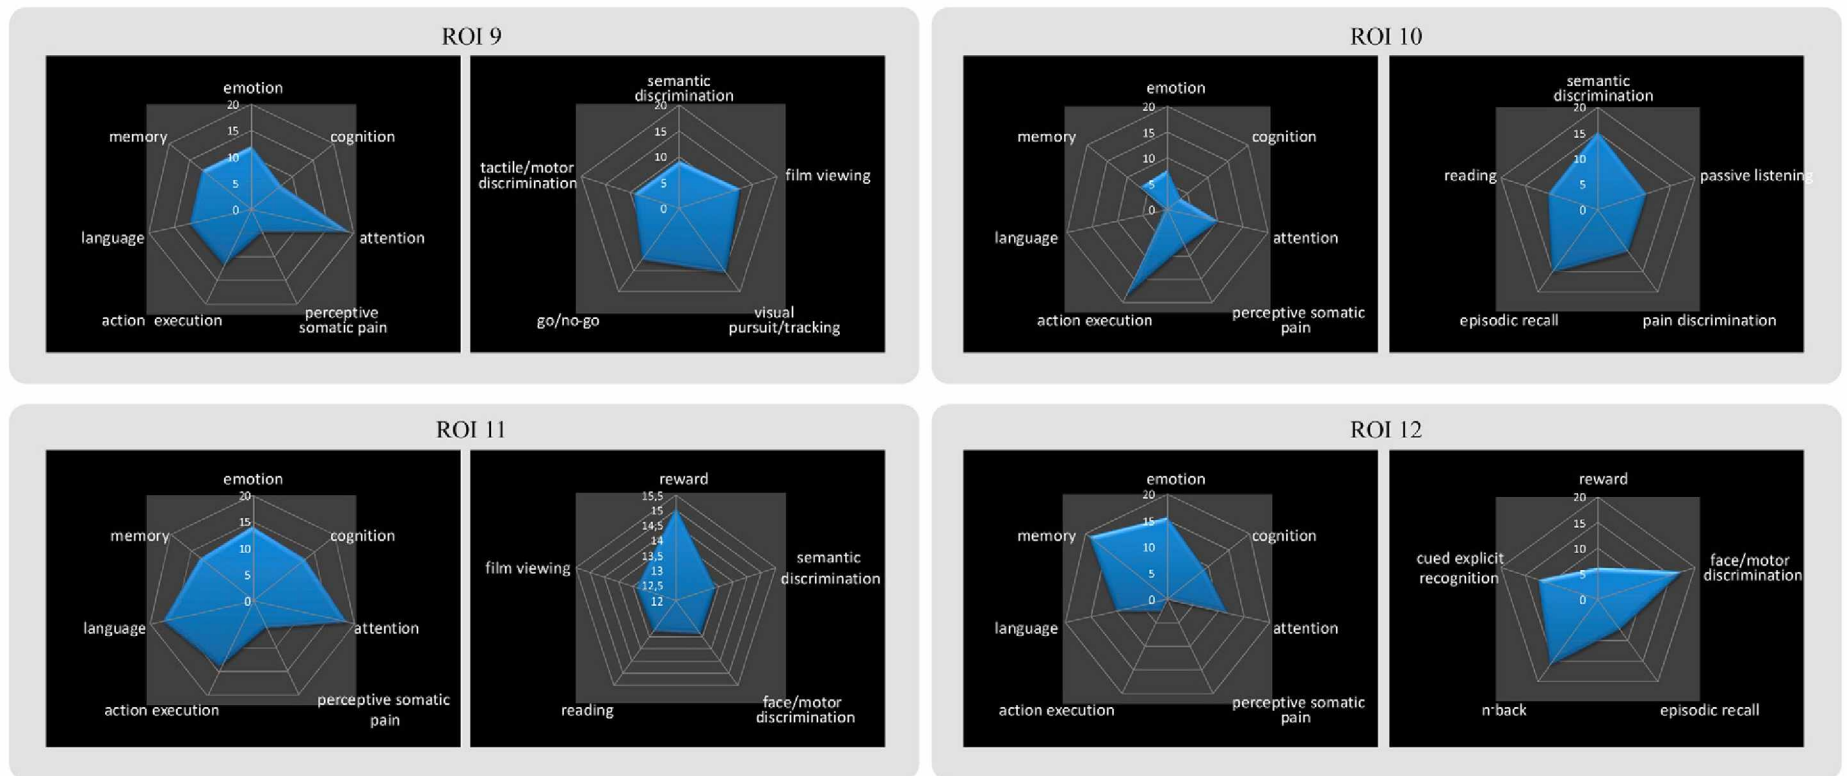 ROI 9
emotion
20
15
10
5
0
memory
cognition
language
attention
action execution
perceptive
somatic pain
semantic
discrimination
20
15
10
5
0
tactile/motor
discrimination
film viewing
go/no-go
visual
pursuit/tracking
ROI 10
emotion
20
15
10
5
0
memory
cognition
language
attention
action execution
perceptive somatic
pain
semantic
discrimination
20
15
10
5
0
reading
passive listening
episodic recall
pain discrimination
ROI 11
emotion
20
15
10
5
0
memory
cognition
language
attention
action execution
perceptive somatic
pain
reward
15,5
15
14,5
14
13,5
13
12,5
12
film viewing
semantic
discrimination
reading
face/motor
discrimination
ROI 12
emotion
20
15
10
5
0
memory
cognition
language
attention
action execution
perceptive somatic
pain
reward
20
15
10
5
0
cued explicit
recognition
face/motor
discrimination
n-back
episodic recall